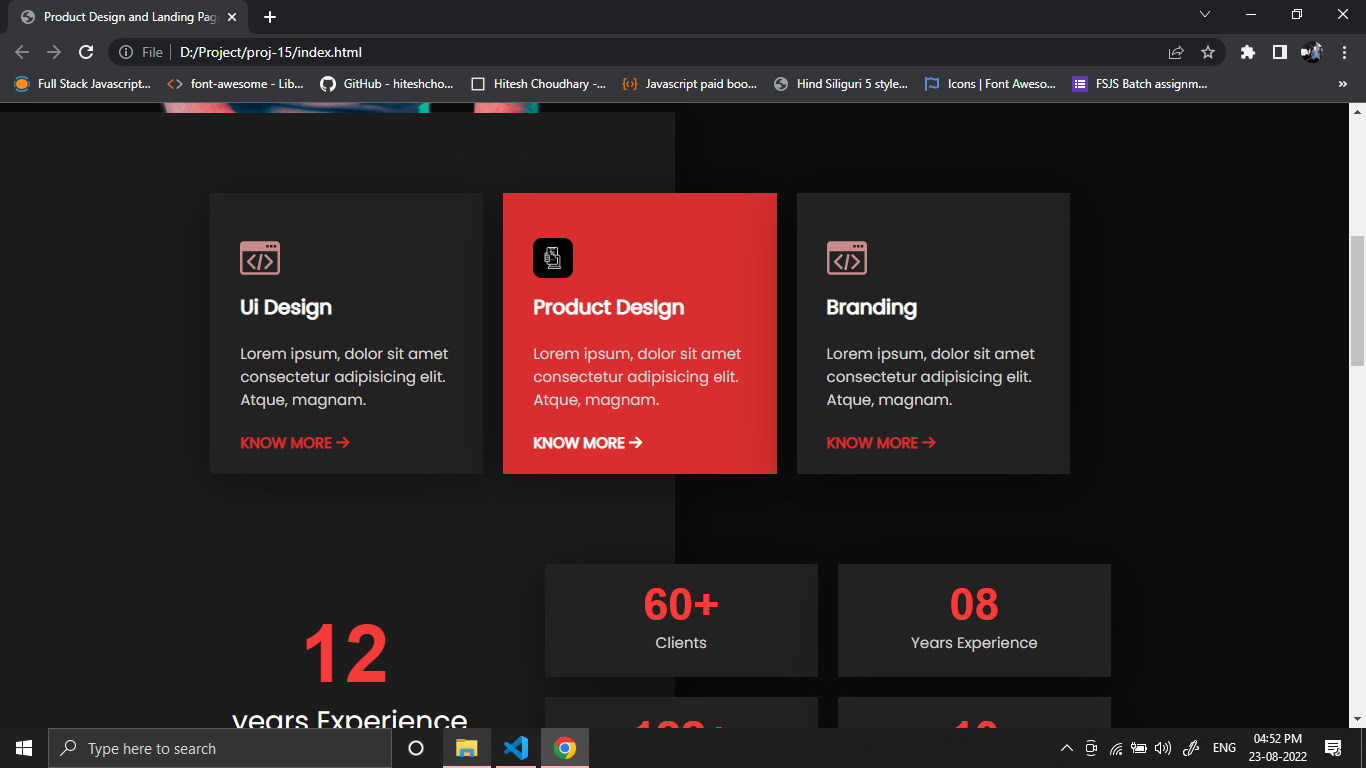 Product Design and Landing Pag
File
D:/Project/proj-15/index.html
Full Stack Javascript...
font-awesome - Lib...
GitHub - hiteshcho...
Hitesh Choudhary -...
Javascript paid boo...
Hind Siliguri 5 style...
Icons | Font Aweso...
FSJS Batch assignm...
»
Ui Design
Lorem ipsum, dolor sit amet
consectetur adipisicing elit.
Atque, magnam.
KNOW MORE →
Product DesIgn
Lorem ipsum, dolor sit amet
consectetur adipisicing elit.
Atque, magnam.
KNOW MORE →
Branding
Lorem ipsum, dolor sit amet
consectetur adipisicing elit.
Atque, magnam.
KNOW MORE →
12
years Experience
60+
Clients
08
Years Experience
Type here to search
ENG
04:52 PM
23-08-2022